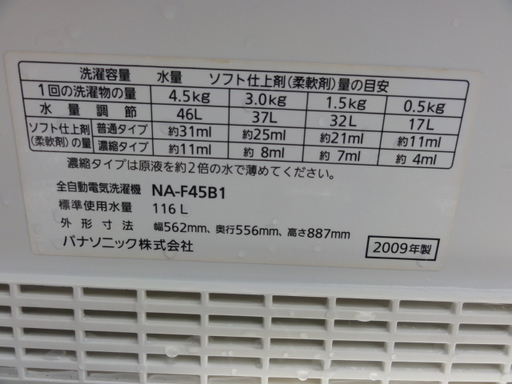 洗濯容量 水量 ソフト仕上剤(柔軟剤)量の目安
1回の洗濯物の量 4.5kg 3.0kg 1.5kg 0.5kg
水量調節 46L 37L 32L 17L
ソフト仕上剤(柔軟剤)の量 普通タイプ 約31ml 約25ml 約21ml 約11ml
濃縮タイプ 約11ml 約8ml 約7ml 約4ml
濃縮タイプは原液を約2倍の水で薄めてください。
全自動電気洗濯機 NA-F45B1
標準使用水量 116L
外形寸法 幅562mm、奥行556mm、高さ887mm
パナソニック株式会社 2009年製